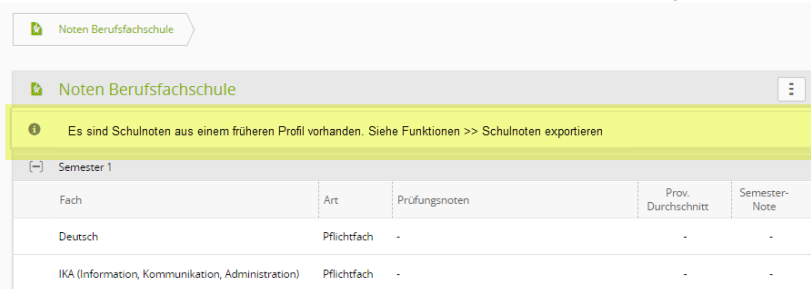 Noten Berufsfachschule
Noten Berufsfachschule
Es sind Schulnoten aus einem früheren Profil vorhanden. Siehe Funktionen >> Schulnoten exportieren
[−] Semester 1
Fach Art Prüfungsnoten Prov. Durchschnitt Semester-Note
Deutsch Pflichtfach - - -
IKA (Information, Kommunikation, Administration) Pflichtfach - - -